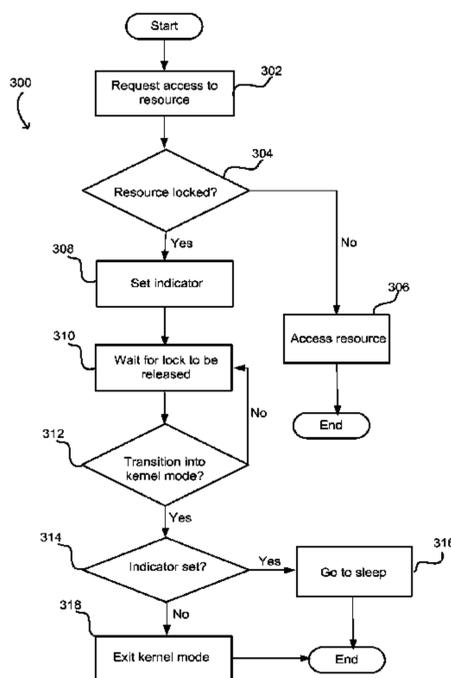 Start
300
Request access to
resource
302
Resource locked?
304
Yes
No
308
Set indicator
306
Access resource
310
Wait for lock to be
released
End
No
312
Transition into
kernel mode?
Yes
314
Indicator set?
Yes
Go to sleep
316
No
318
Exit kernel mode
End